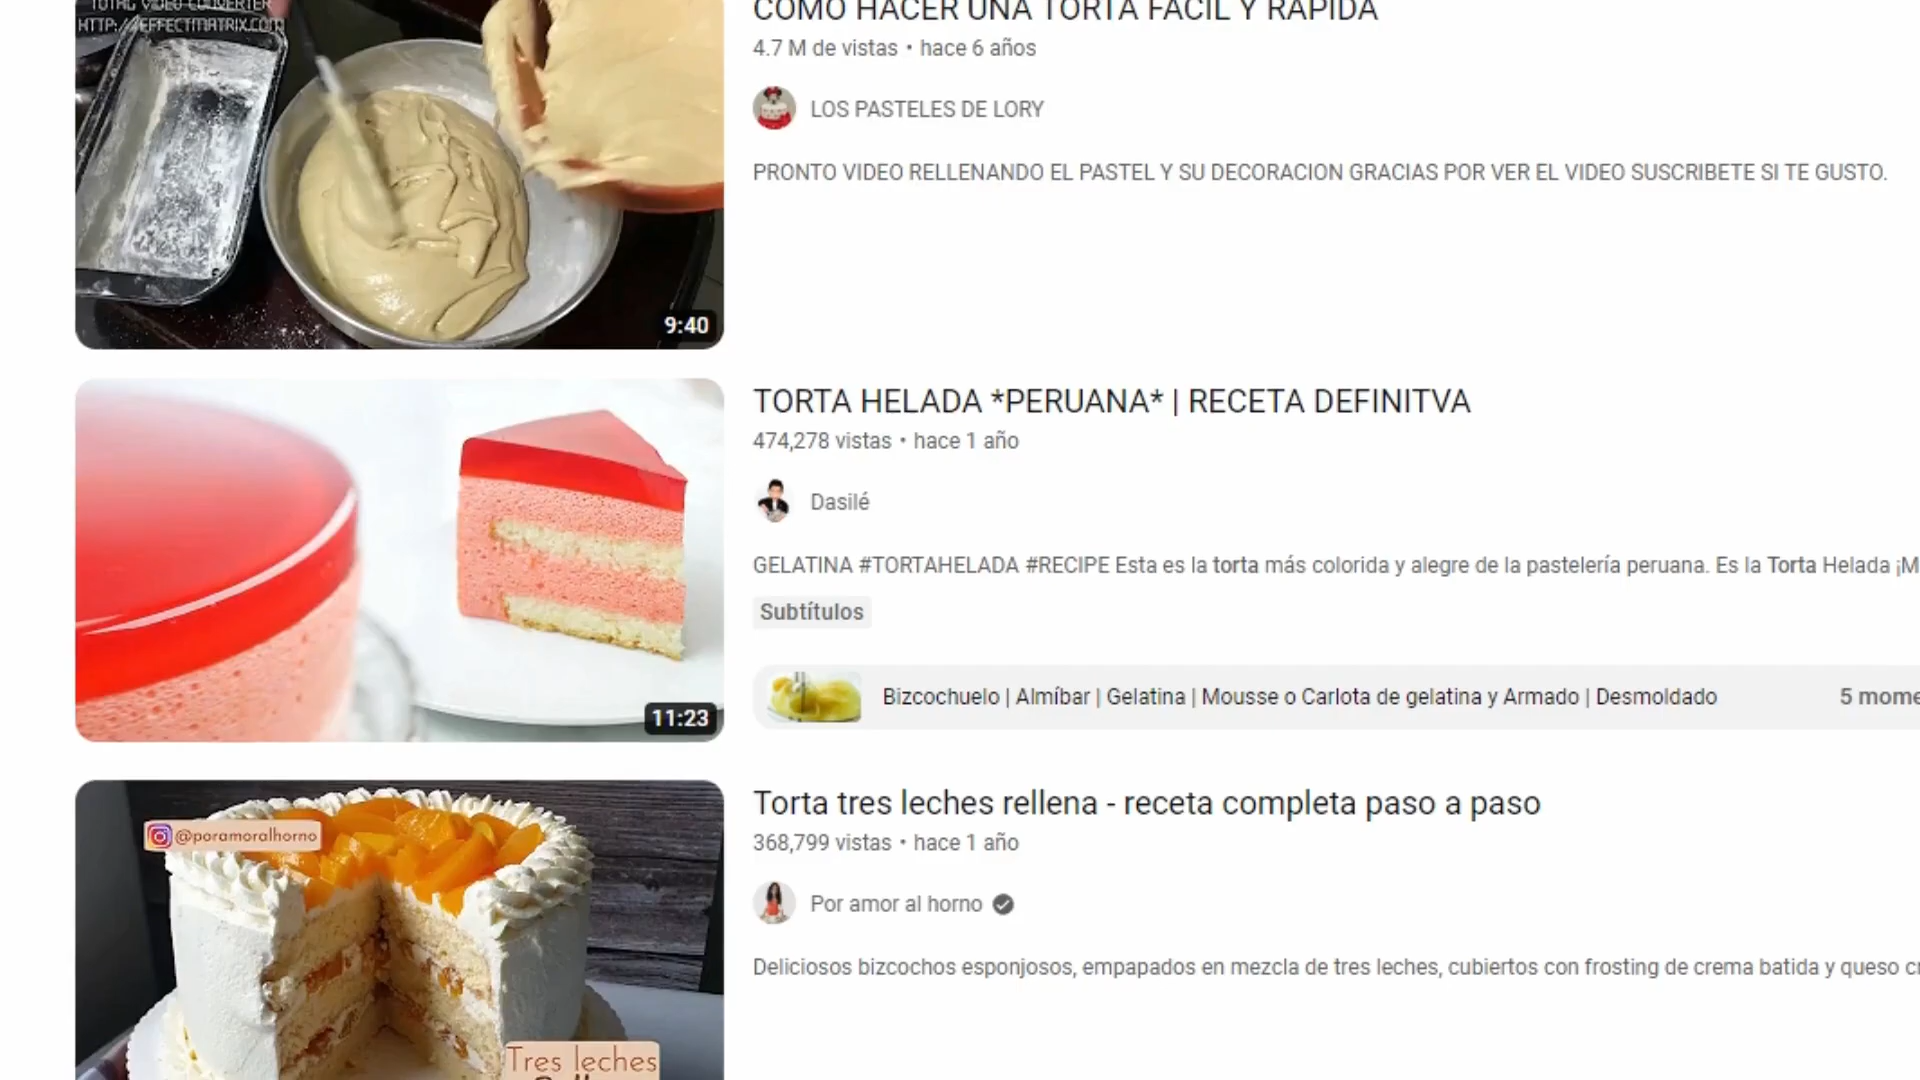 TOTAL VIDEO CONVERTER
HTTP://EFFECTMATRIX.COM
9:40
COMO HACER UNA TORTA FACIL Y RAPIDA
4.7 M de vistas • hace 6 años
LOS PASTELES DE LORY
PRONTO VIDEO RELLENANDO EL PASTEL Y SU DECORACION GRACIAS POR VER EL VIDEO SUSCRIBETE SI TE GUSTO.
11:23
TORTA HELADA *PERUANA* | RECETA DEFINITVA
474,278 vistas • hace 1 año
Dasilé
GELATINA #TORTAHELADA #RECIPE Esta es la torta más colorida y alegre de la pastelería peruana. Es la Torta Helada ¡M
Subtítulos
Bizcochuelo | Almíbar | Gelatina | Mousse o Carlota de gelatina y Armado | Desmoldado
5 mome
@poramoralhorno
Tres leches
Torta tres leches rellena - receta completa paso a paso
368,799 vistas • hace 1 año
Por amor al horno
Deliciosos bizcochos esponjosos, empapados en mezcla de tres leches, cubiertos con frosting de crema batida y queso cr